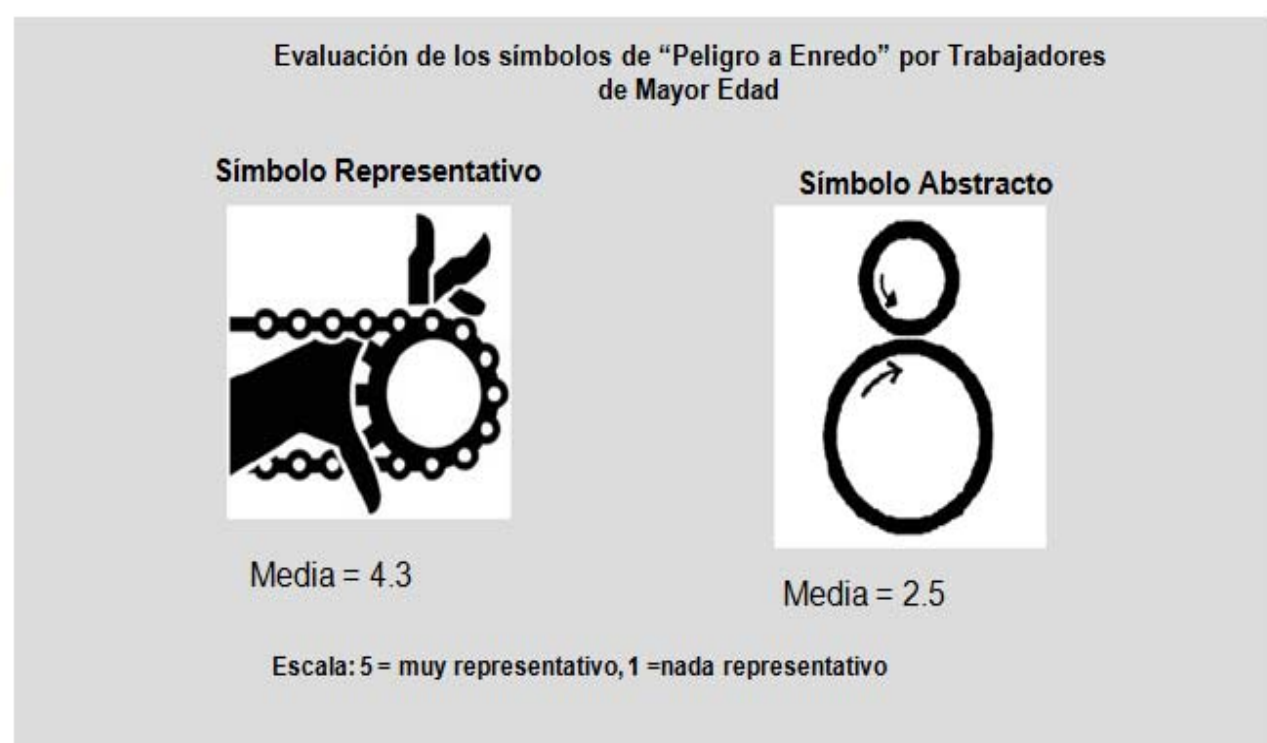 Evaluación de los símbolos de “Peligro a Enredo” por Trabajadores
de Mayor Edad
Símbolo Representativo
Símbolo Abstracto
Media = 4.3
Media = 2.5
Escala: 5 = muy representativo, 1 =nada representativo